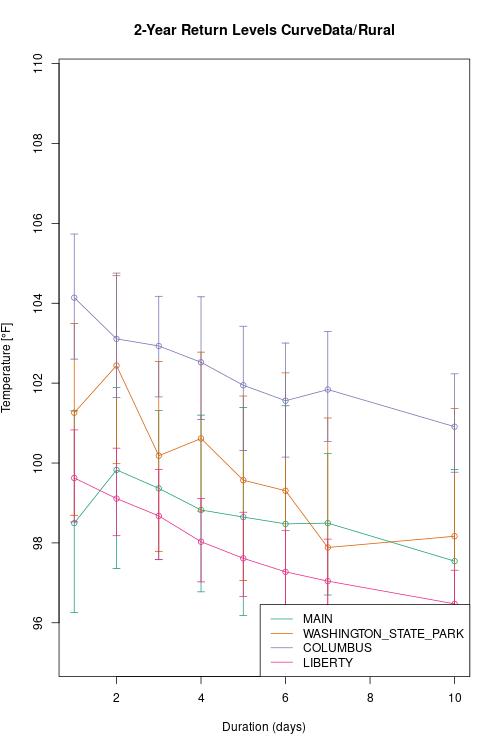 2-Year Return Levels CurveData/Rural
110
108
106
104
102
100
98
96
Temperature [°F]
2
4
6
8
10
Duration (days)
MAIN
WASHINGTON_STATE_PARK
COLUMBUS
LIBERTY